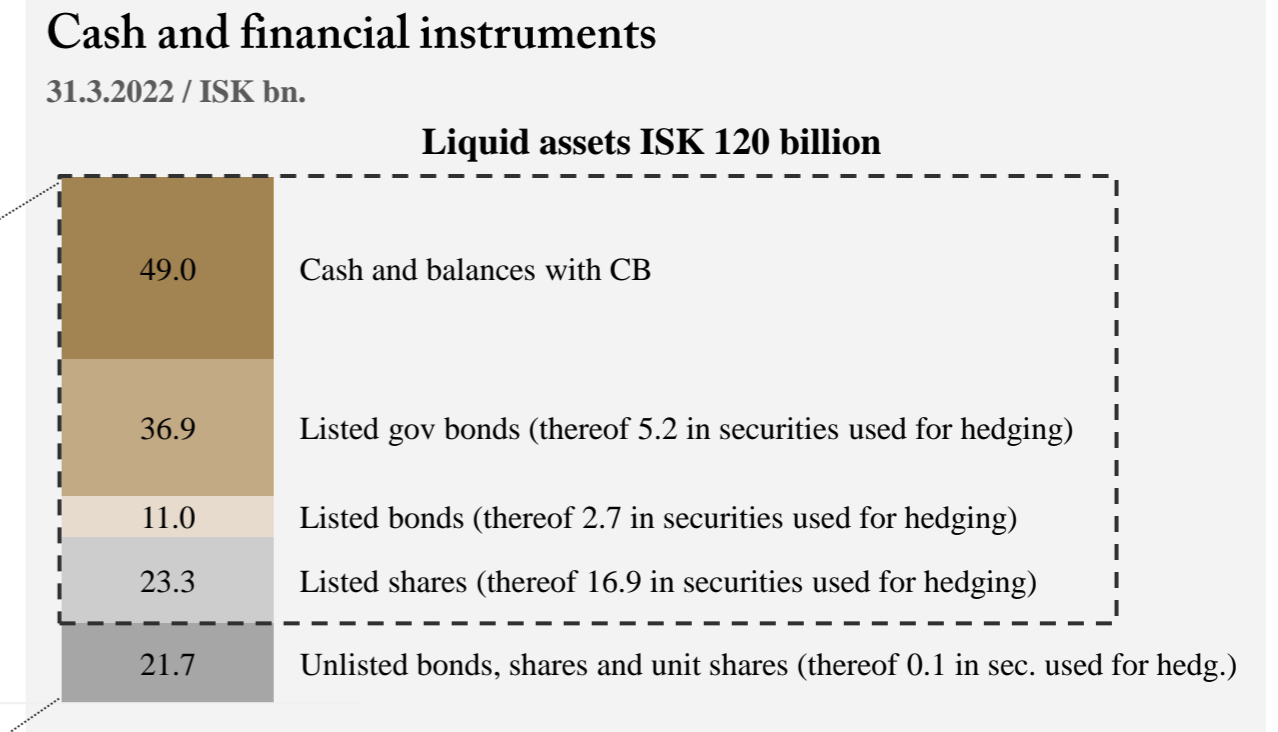 Cash and financial instruments
31.3.2022 / ISK bn.
Liquid assets ISK 120 billion
49.0 Cash and balances with CB
36.9 Listed gov bonds (thereof 5.2 in securities used for hedging)
11.0 Listed bonds (thereof 2.7 in securities used for hedging)
23.3 Listed shares (thereof 16.9 in securities used for hedging)
21.7 Unlisted bonds, shares and unit shares (thereof 0.1 in sec. used for hedg.)